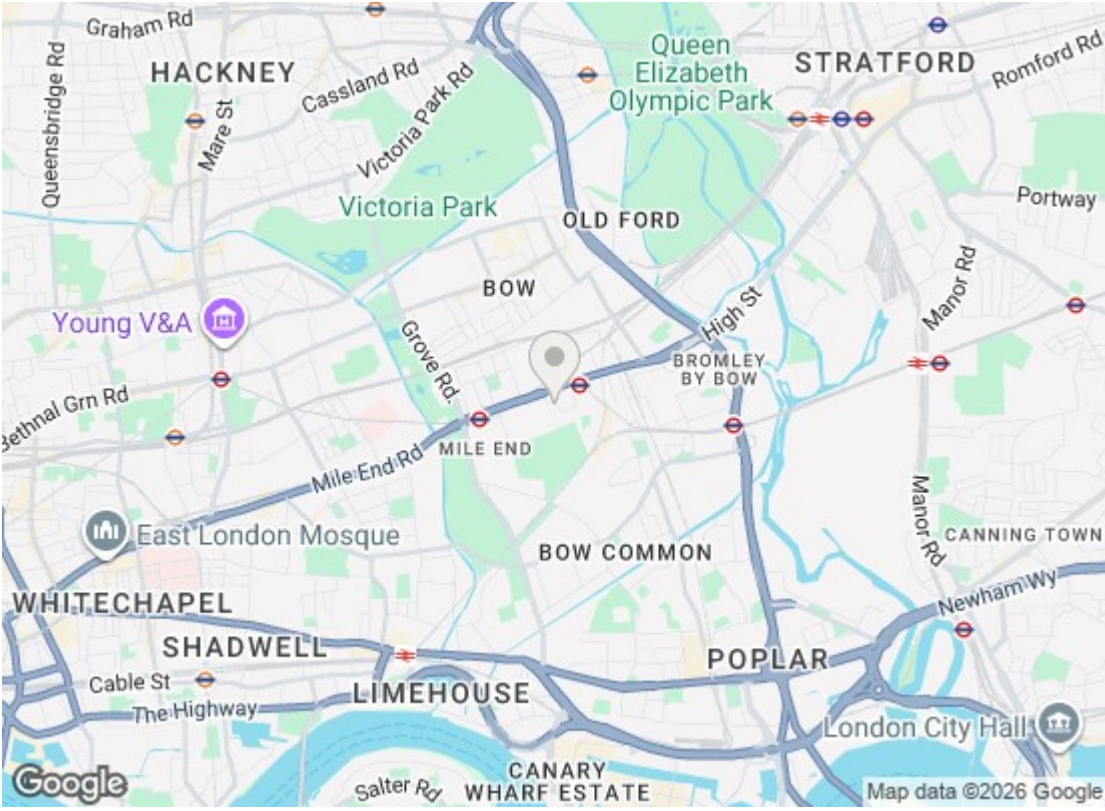 Graham Rd
HACKNEY
Cassland Rd
Queensbridge Rd
Mare St
Victoria Park Rd
Queen
Elizabeth
Olympic Park
STRATFORD
Romford Rd
Portway
Victoria Park
OLD FORD
BOW
Young V&A
Grove Rd.
High St
Manor Rd
BROMLEY
BY BOW
Bethnal Grn Rd
MILE END
Mile End Rd
East London Mosque
BOW COMMON
Manor Rd
CANNING TOWN
WHITECHAPEL
Newham Wy
SHADWELL
POPLAR
Cable St
LIMEHOUSE
The Highway
London City Hall
CANARY
WHARF ESTATE
Salter Rd
Google
Map data ©2026 Google